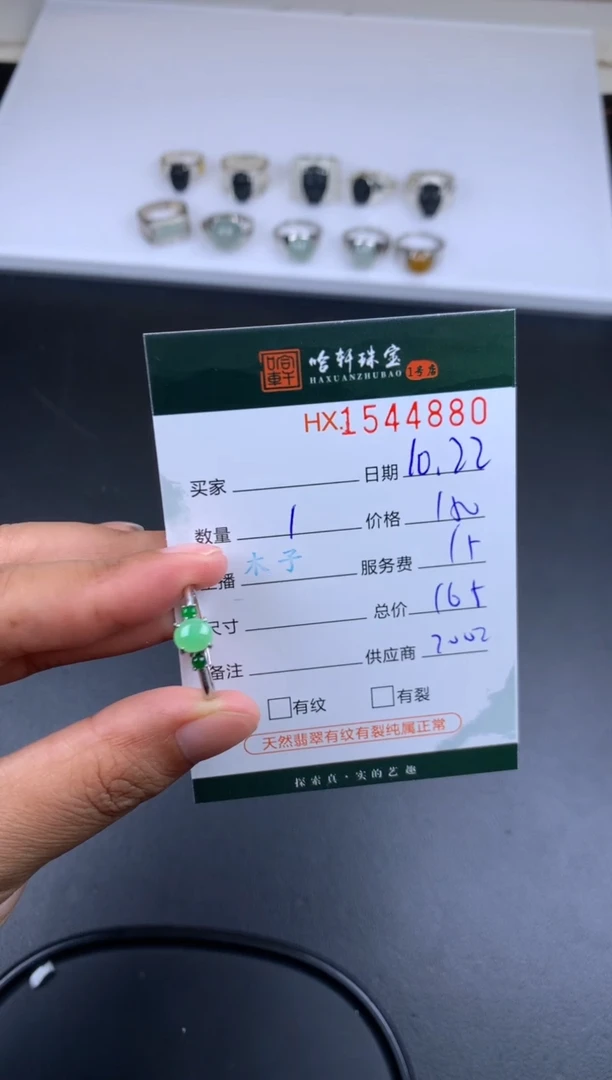 哈轩珠宝
HAXUANZHUBAO
1号店
HX.1544880
买家 日期 10.22
数量 1 价格 150
主播 木子 服务费 15
尺寸 总价 165
备注 供应商 2002
有纹 有裂
天然翡翠有纹有裂纯属正常
探索真·实的艺趣